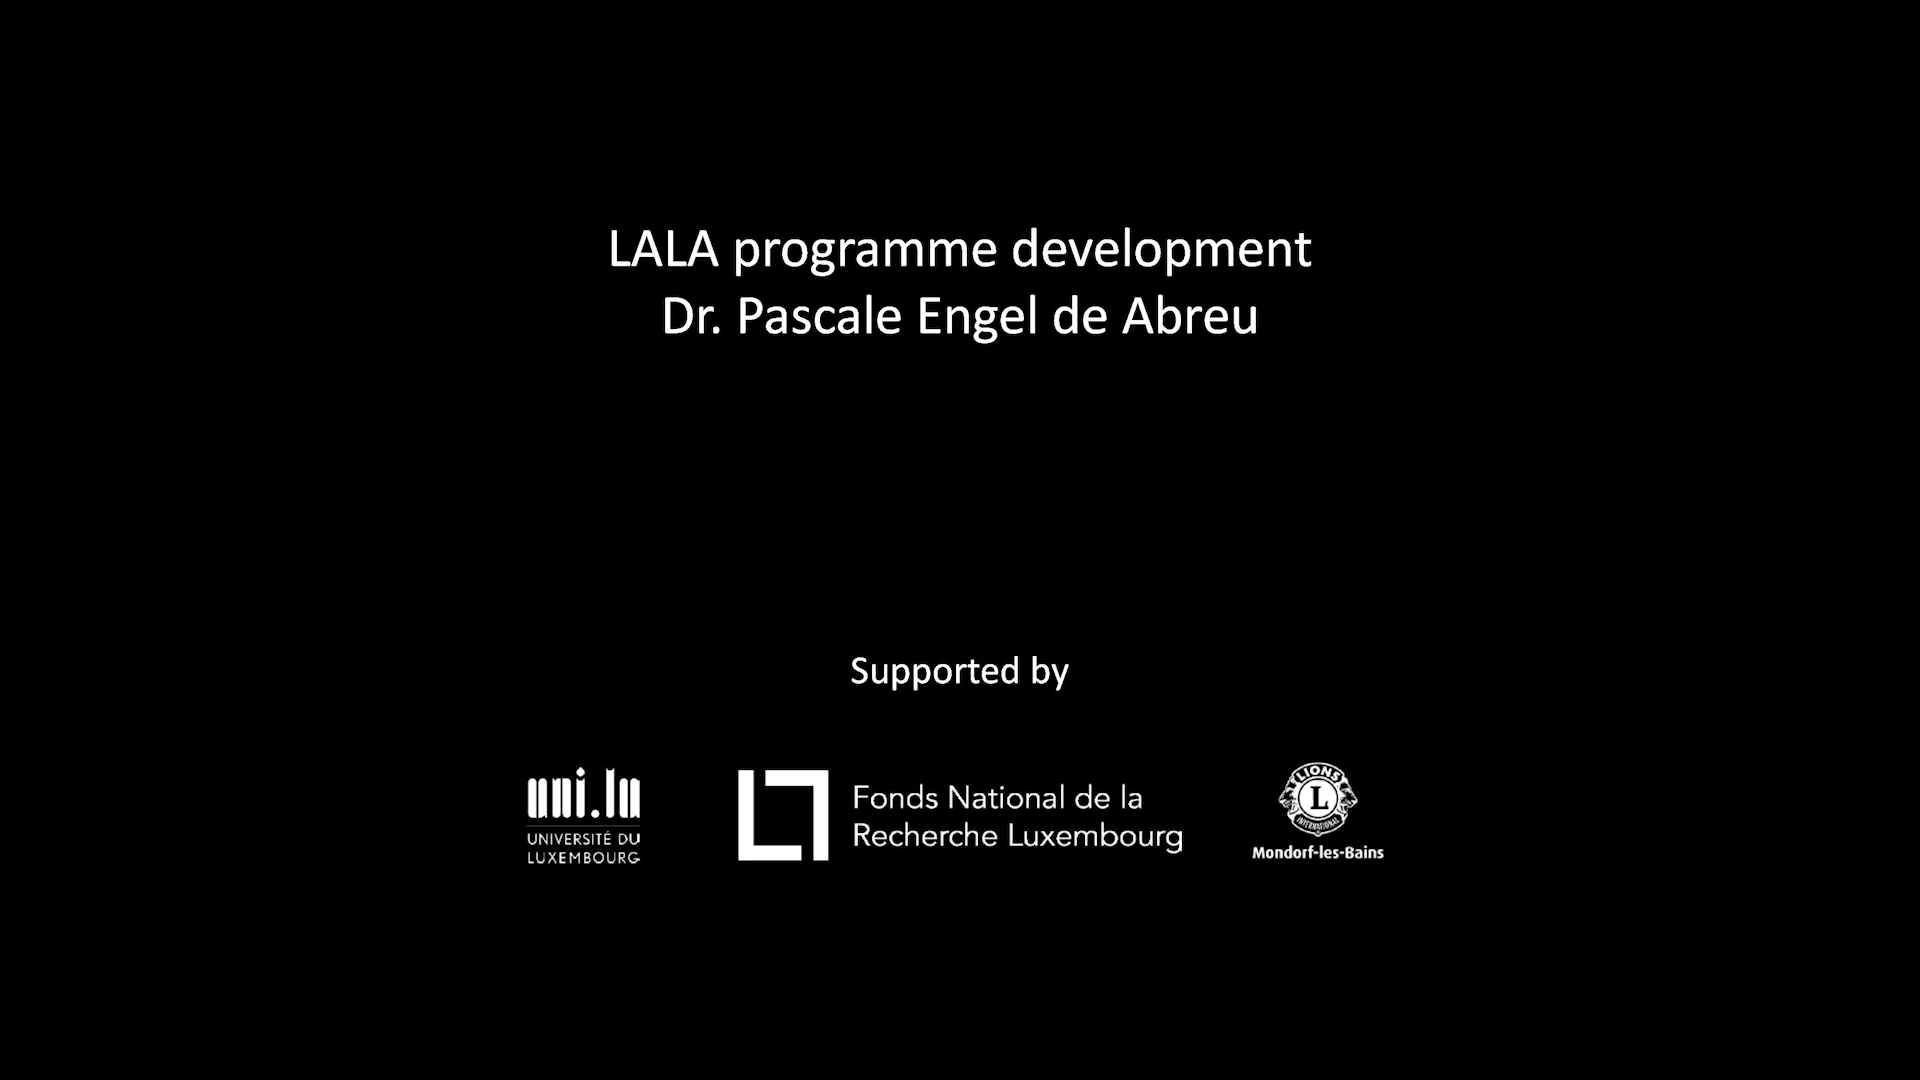 LALA programme development
Dr. Pascale Engel de Abreu
Supported by
uni.lu
UNIVERSITÉ DU
LUXEMBOURG
Fonds National de la
Recherche Luxembourg
LIONS
L
INTERNATIONAL
Mondorf-les-Bains